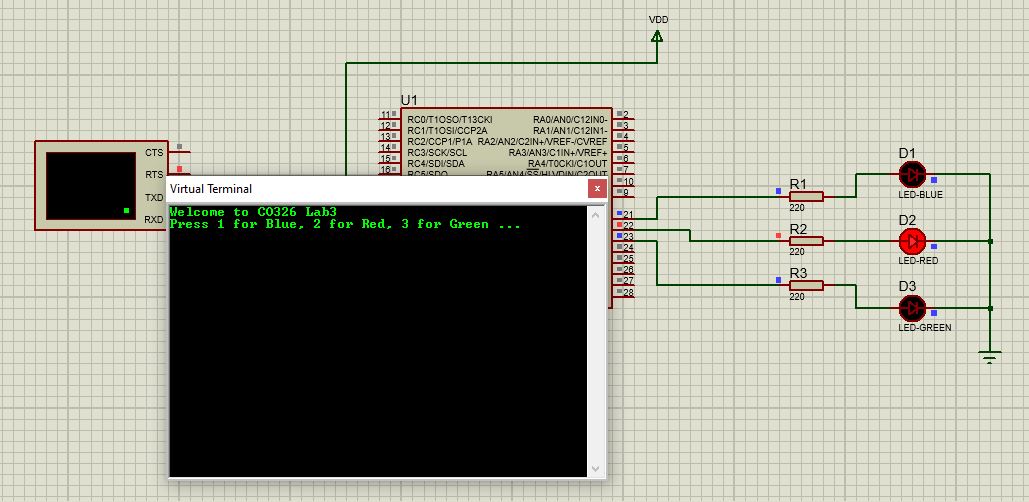 VDD
U1
11 RC0/T1OSO/T13CKI RA0/AN0/C12IN0- 2
12 RC1/T1OSI/CCP2A RA1/AN1/C12IN1- 3
13 RC2/CCP1/P1A RA2/AN2/C2IN+/VREF-/CVREF 4
14 RC3/SCK/SCL RA3/AN3/C1IN+/VREF+ 5
15 RC4/SDI/SDA RA4/T0CKI/C1OUT 6
16 RC5/SDO RA5/AN4/SS/HLVDIN/C2OUT 7
10
9
21
22
23
24
25
26
27
28
CTS
RTS
TXD
RXD
Virtual Terminal
x
Welcome to CO326 Lab3
Press 1 for Blue, 2 for Red, 3 for Green ...
R1
220
R2
220
R3
220
D1
LED-BLUE
D2
LED-RED
D3
LED-GREEN